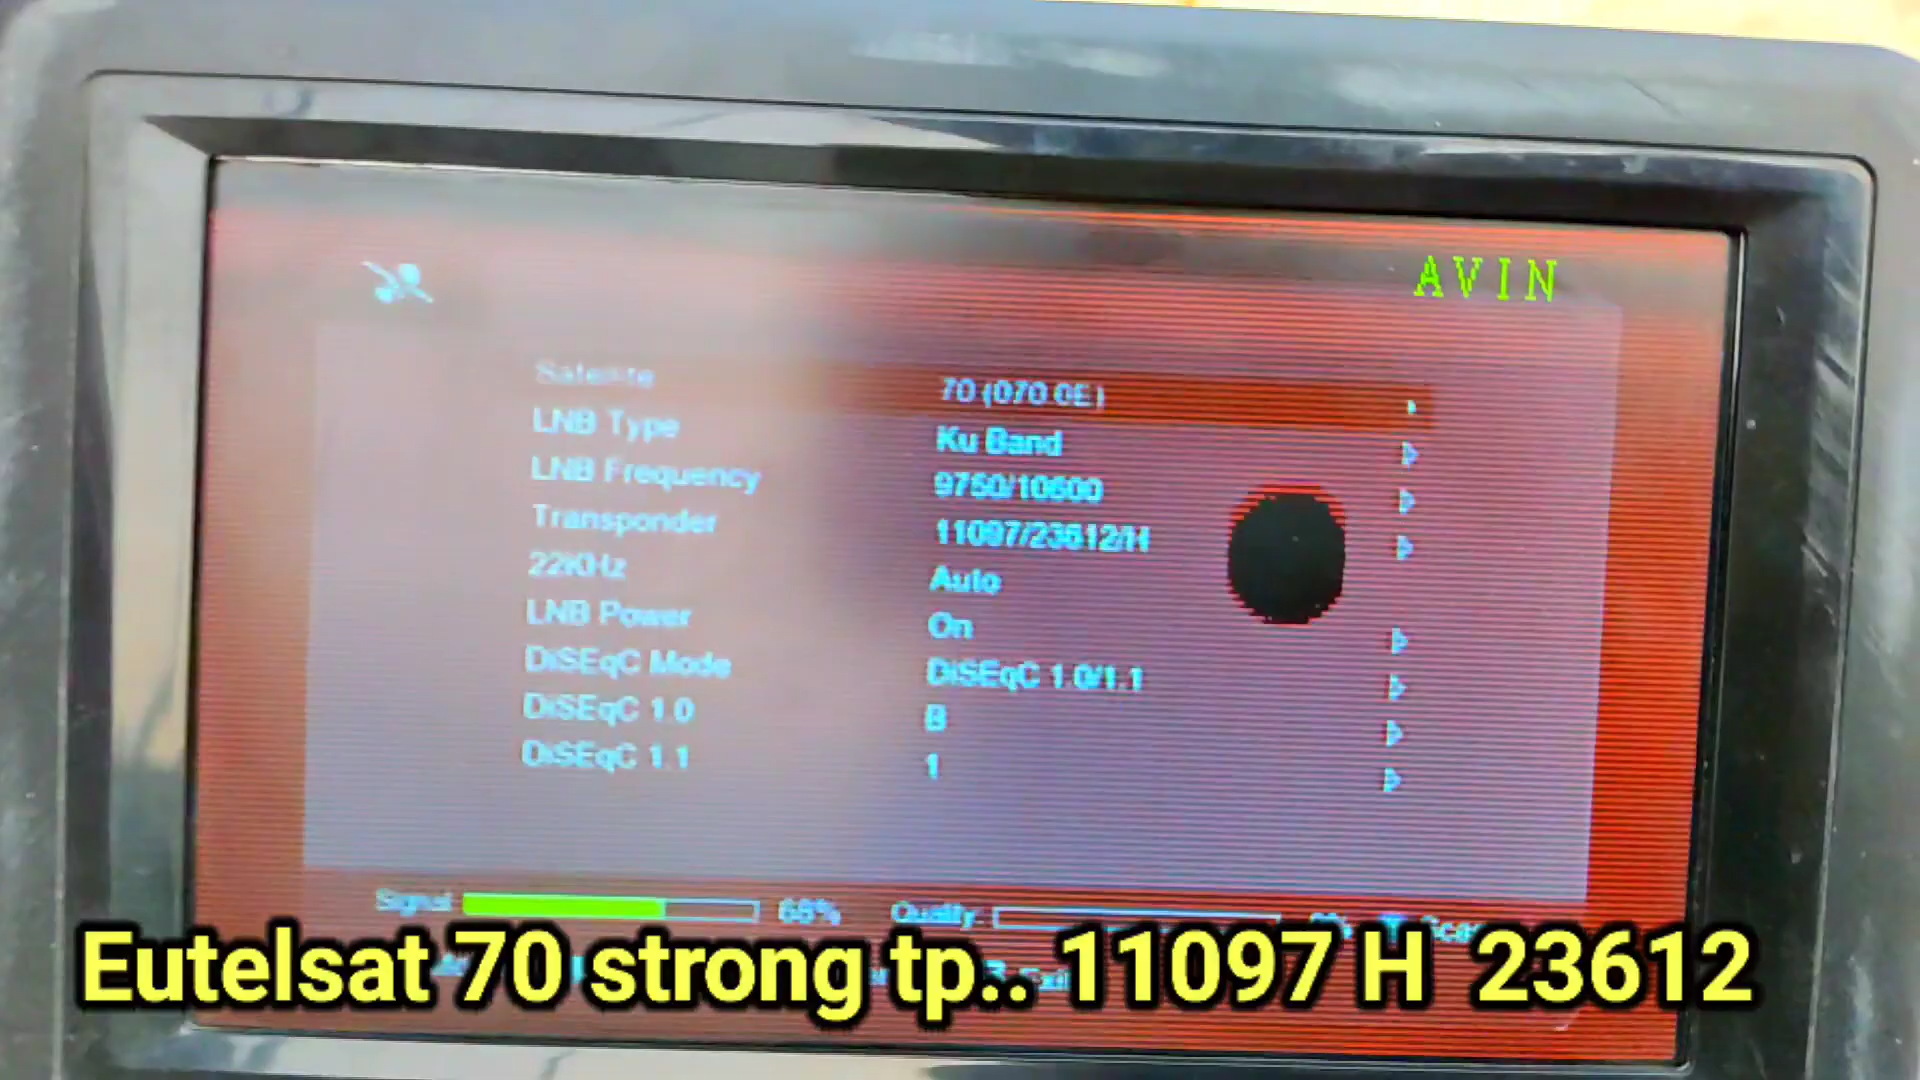 AVIN
Satellite 70 (070.0E)
LNB Type Ku Band
LNB Frequency 9750/10600
Transponder 11097/23612/H
22KHz Auto
LNB Power On
DiSEqC Mode DiSEqC 1.0/1.1
DiSEqC 1.0 B
DiSEqC 1.1 1
Signal 68% Quality
Eutelsat 70 strong tp.. 11097 H 23612